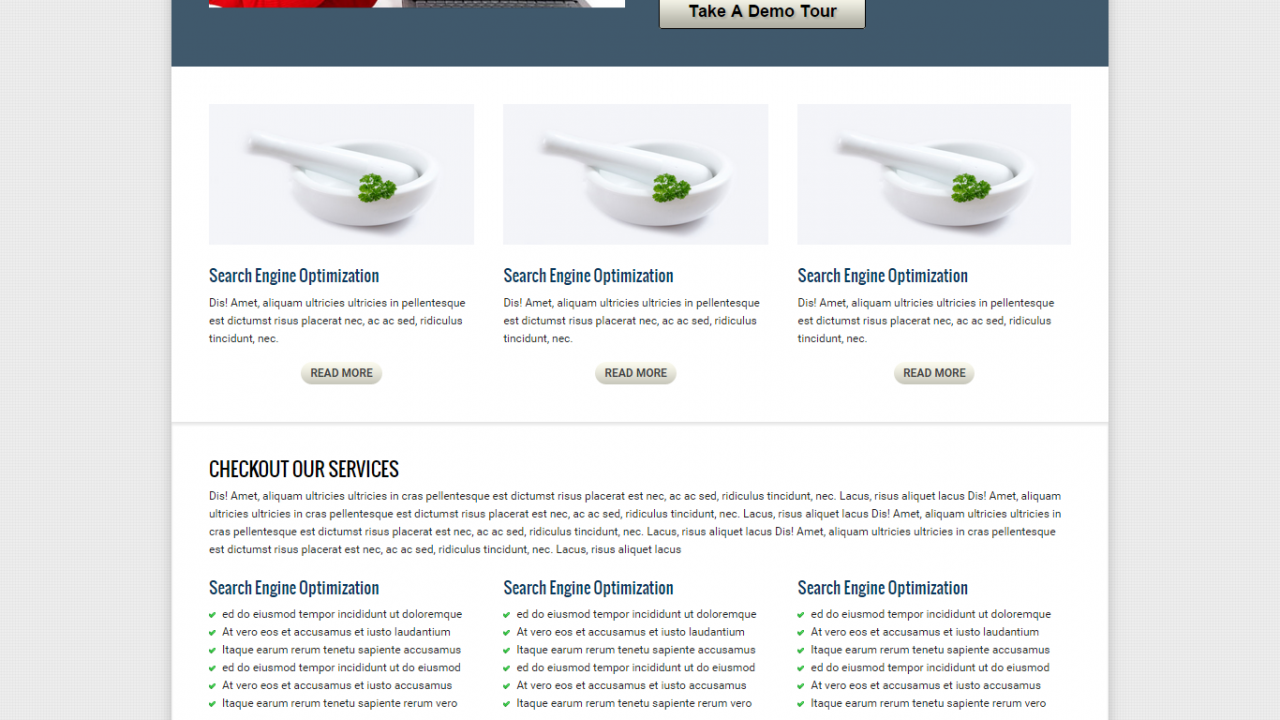 Take A Demo Tour
Search Engine Optimization
Dis! Amet, aliquam ultricies ultricies in pellentesque
est dictumst risus placerat nec, ac ac sed, ridiculus
tincidunt, nec.
READ MORE
Search Engine Optimization
Dis! Amet, aliquam ultricies ultricies in pellentesque
est dictumst risus placerat nec, ac ac sed, ridiculus
tincidunt, nec.
READ MORE
Search Engine Optimization
Dis! Amet, aliquam ultricies ultricies in pellentesque
est dictumst risus placerat nec, ac ac sed, ridiculus
tincidunt, nec.
READ MORE
CHECKOUT OUR SERVICES
Dis! Amet, aliquam ultricies ultricies in cras pellentesque est dictumst risus placerat est nec, ac ac sed, ridiculus tincidunt, nec. Lacus, risus aliquet lacus Dis! Amet, aliquam
ultricies ultricies in cras pellentesque est dictumst risus placerat est nec, ac ac sed, ridiculus tincidunt, nec. Lacus, risus aliquet lacus Dis! Amet, aliquam ultricies ultricies in
cras pellentesque est dictumst risus placerat est nec, ac ac sed, ridiculus tincidunt, nec. Lacus, risus aliquet lacus Dis! Amet, aliquam ultricies ultricies in cras pellentesque
est dictumst risus placerat est nec, ac ac sed, ridiculus tincidunt, nec. Lacus, risus aliquet lacus
Search Engine Optimization
ed do eiusmod tempor incididunt ut doloremque
At vero eos et accusamus et iusto laudantium
Itaque earum rerum tenetu sapiente accusamus
ed do eiusmod tempor incididunt ut do eiusmod
At vero eos et accusamus et iusto accusamus
Itaque earum rerum tenetu sapiente rerum vero
Search Engine Optimization
ed do eiusmod tempor incididunt ut doloremque
At vero eos et accusamus et iusto laudantium
Itaque earum rerum tenetu sapiente accusamus
ed do eiusmod tempor incididunt ut do eiusmod
At vero eos et accusamus et iusto accusamus
Itaque earum rerum tenetu sapiente rerum vero
Search Engine Optimization
ed do eiusmod tempor incididunt ut doloremque
At vero eos et accusamus et iusto laudantium
Itaque earum rerum tenetu sapiente accusamus
ed do eiusmod tempor incididunt ut do eiusmod
At vero eos et accusamus et iusto accusamus
Itaque earum rerum tenetu sapiente rerum vero